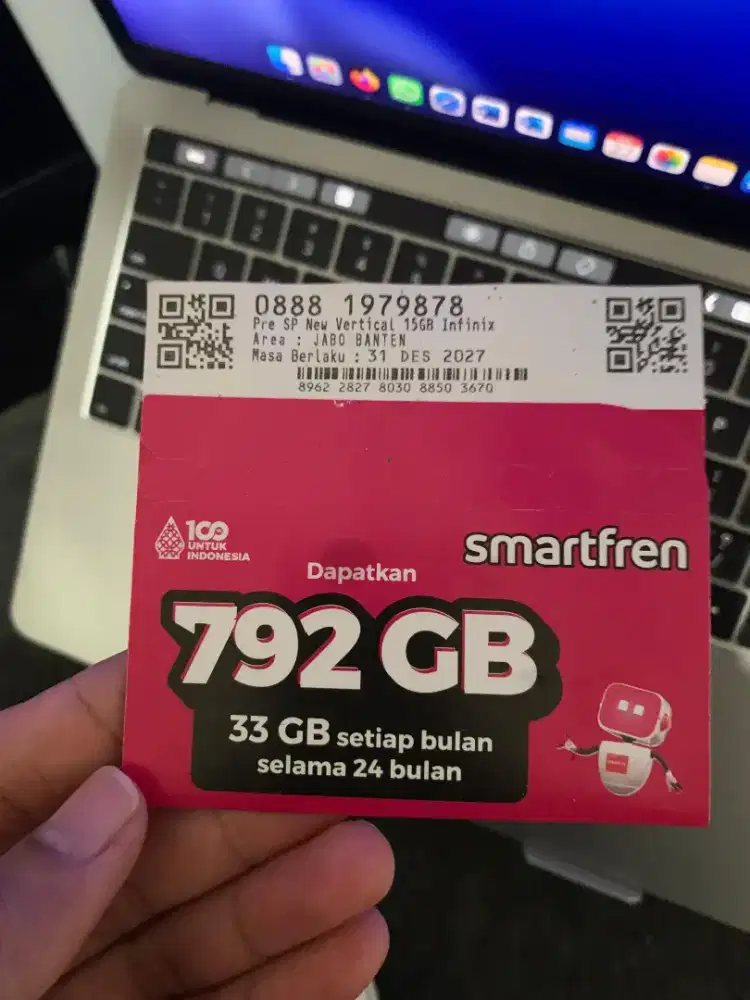 0888 1979878
Pre SP New Vertical 15GB Infinix
Area : JABO BANTEN
Masa Berlaku : 31 DES 2027
8962 2827 8030 8850 3670
100
UNTUK
INDONESIA
smartfren
Dapatkan
792 GB
33 GB setiap bulan
selama 24 bulan